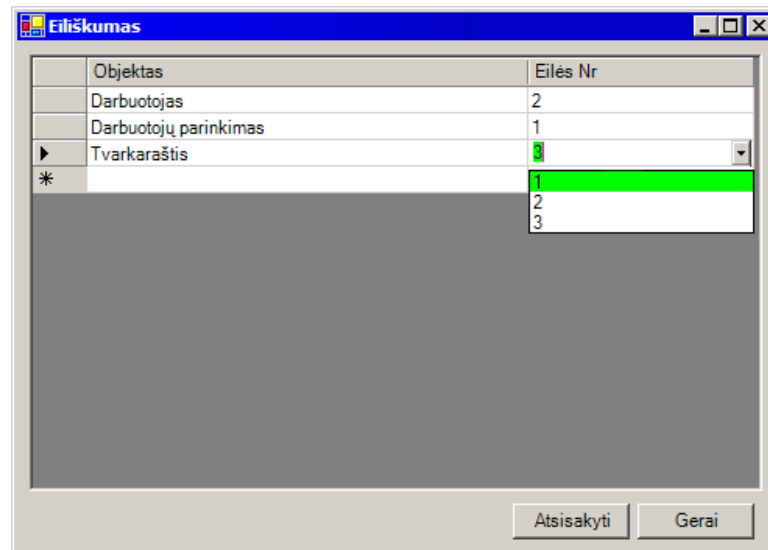 Eiliškumas
Objektas Eilės Nr
Darbuotojas 2
Darbuotojų parinkimas 1
Tvarkaraštis 3
1
2
3
Atsisakyti Gerai